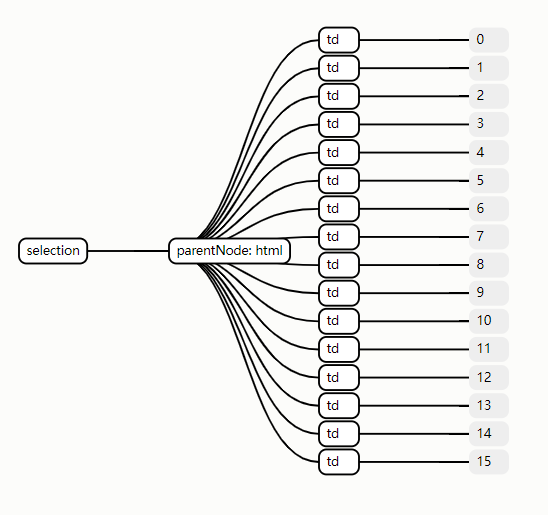 td 0
td 1
td 2
td 3
td 4
td 5
td 6
selection parentNode: html td 7
td 8
td 9
td 10
td 11
td 12
td 13
td 14
td 15